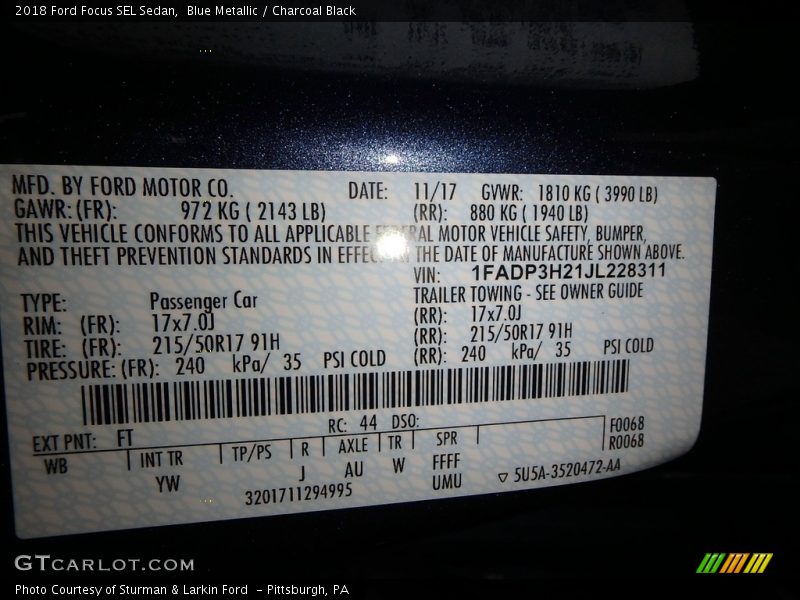 2018 Ford Focus SEL Sedan, Blue Metallic / Charcoal Black
MFD. BY FORD MOTOR CO. DATE: 11/17 GVWR: 1810 KG ( 3990 LB)
GAWR: (FR): 972 KG ( 2143 LB) (RR): 880 KG ( 1940 LB)
THIS VEHICLE CONFORMS TO ALL APPLICABLE MOTOR VEHICLE SAFETY, BUMPER,
AND THEFT PREVENTION STANDARDS IN THE DATE OF MANUFACTURE SHOWN ABOVE.
VIN: 1FADP3H21JL228311
TYPE: Passenger Car TRAILER TOWING - SEE OWNER GUIDE
RIM: (FR): 17x7.0J (RR): 17x7.0J
TIRE: (FR): 215/50R17 91H (RR): 215/50R17 91H
PRESSURE: (FR): 240 kPa/ 35 PSI COLD (RR): 240 kPa/ 35 PSI COLD
RC: 44 DSO:
EXT PNT: FT F0068
R0068
WB INT TR TP/PS R AXLE TR SPR
YW J AU W FFFF
UMU
3201711294995 ▽ 5U5A-3520472-AA
GTCARLOT.COM
Photo Courtesy of Sturman & Larkin Ford - Pittsburgh, PA